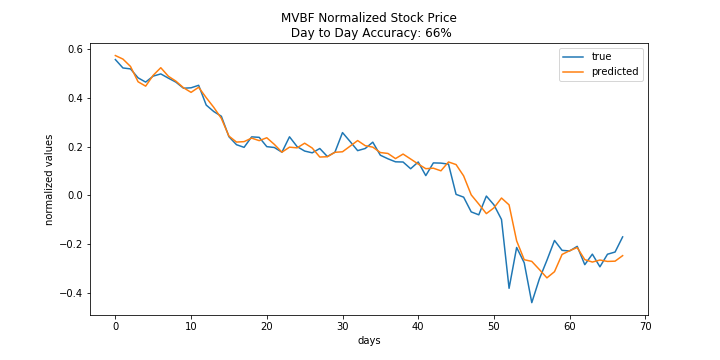 MVBF Normalized Stock Price
Day to Day Accuracy: 66%
true
predicted
normalized values
0.6
0.4
0.2
0.0
−0.2
−0.4
0 10 20 30 40 50 60 70
days